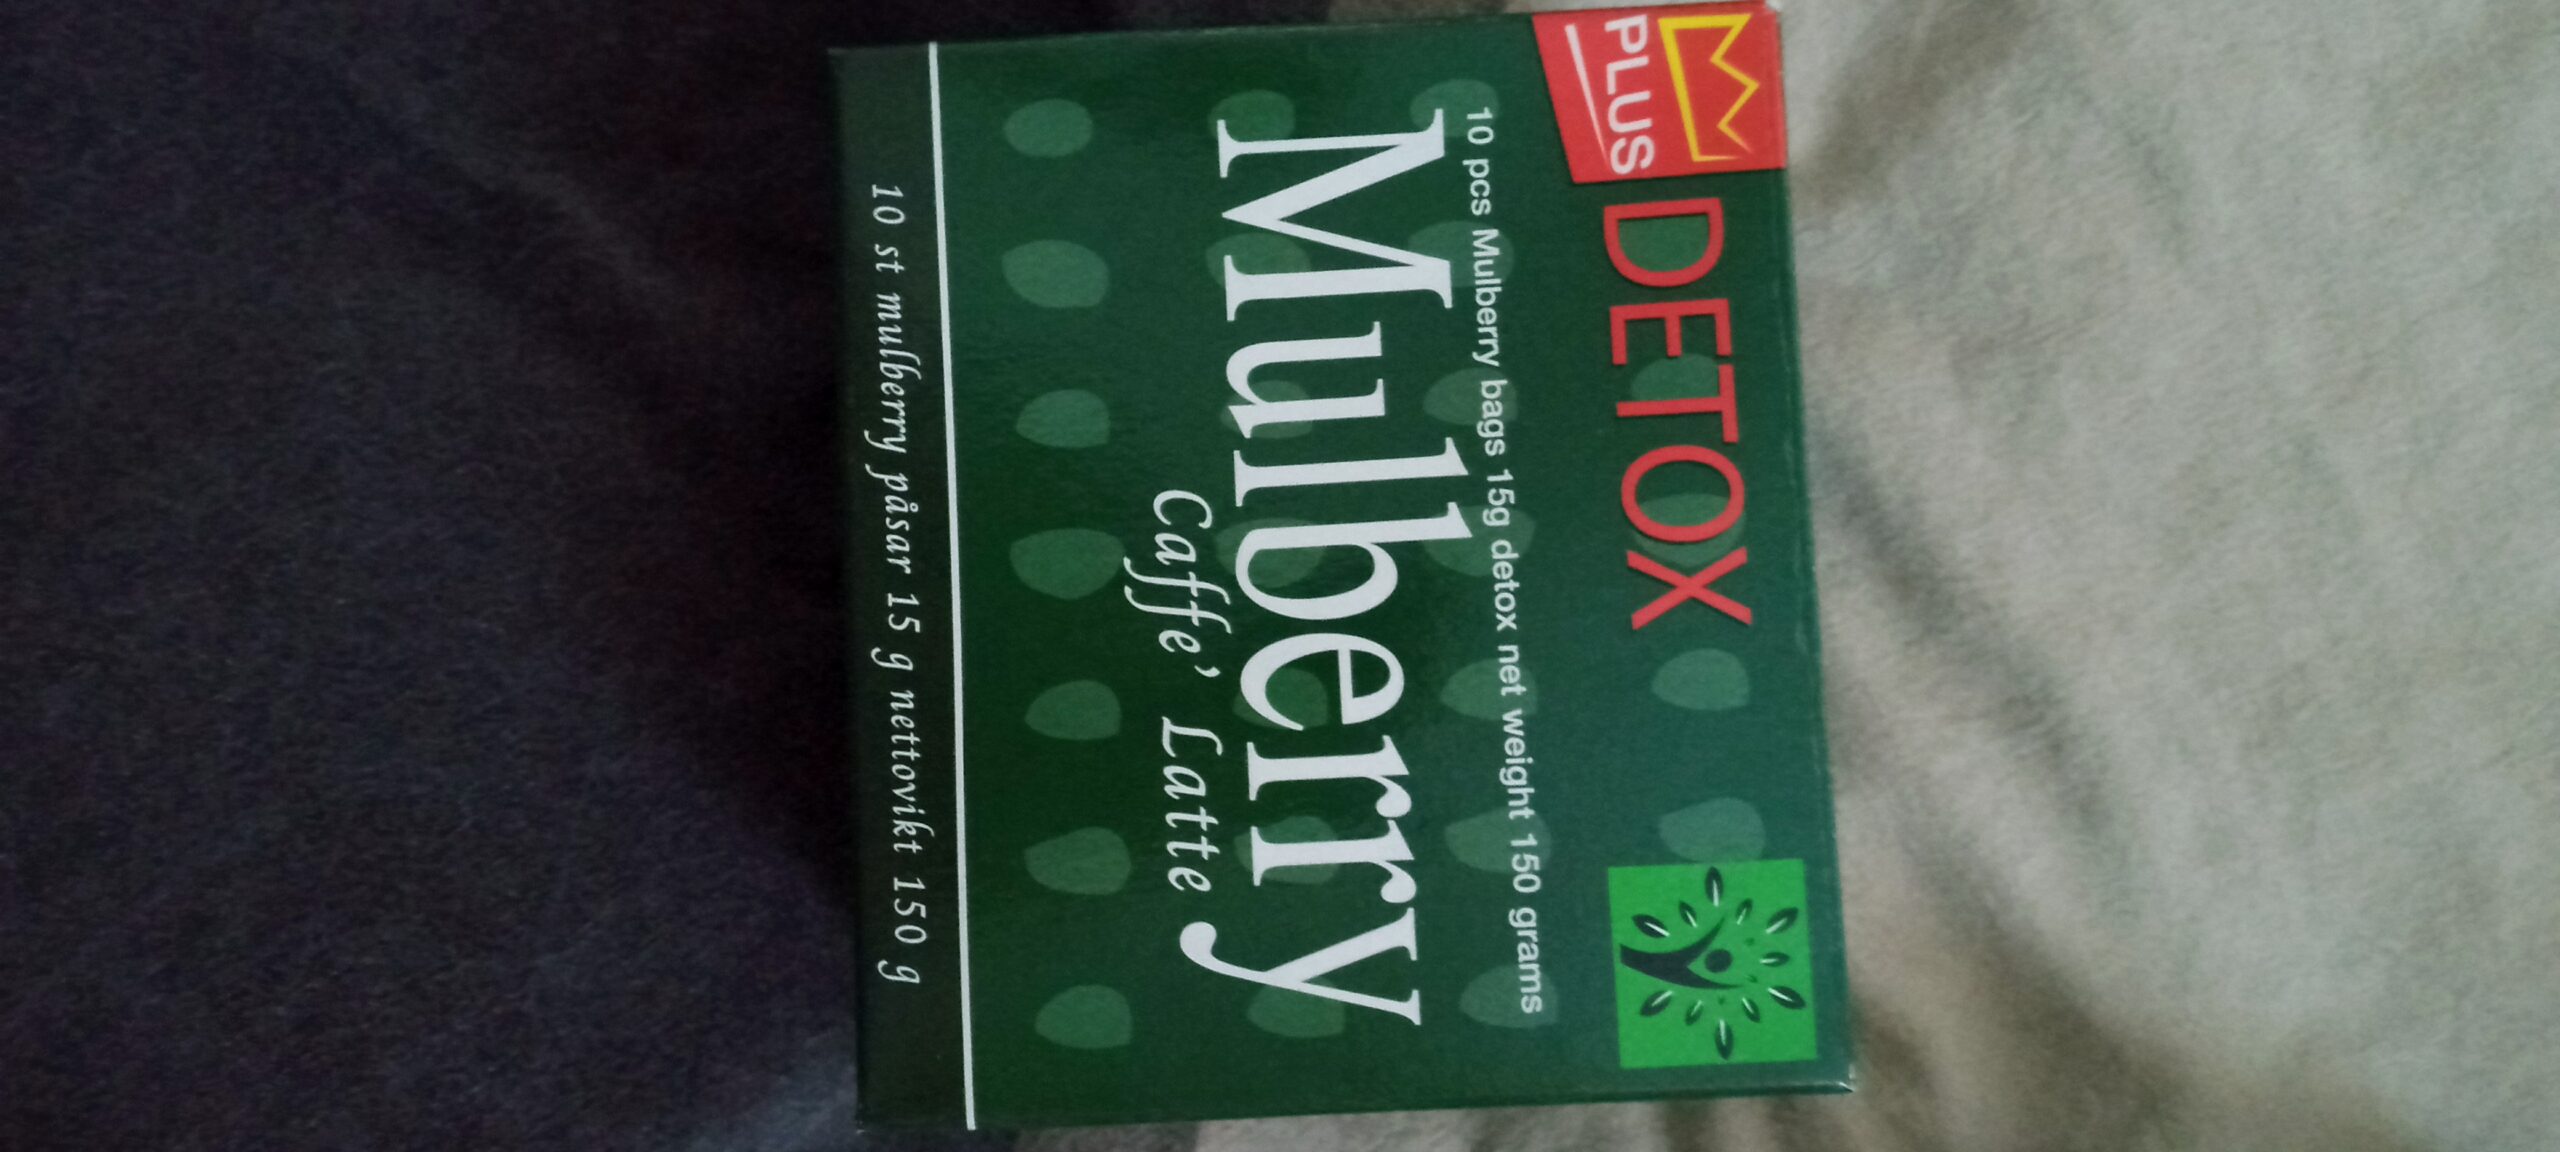 PLUS
DETOX
10 pcs Mulberry bags 15g detox net weight 150 grams
Mulberry
Caffe' Latte
10 st mulberry påsar 15 g nettovikt 150 g